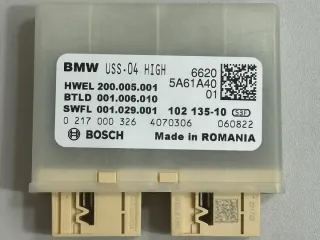 BMW USS-04 HIGH 6620
HWEL 200.005.001 5A61A40
BTLD 001.006.010 01
SWFL 001.029.001 102 135-10
0 217 000 326 4070306 060822
BOSCH Made in ROMANIA